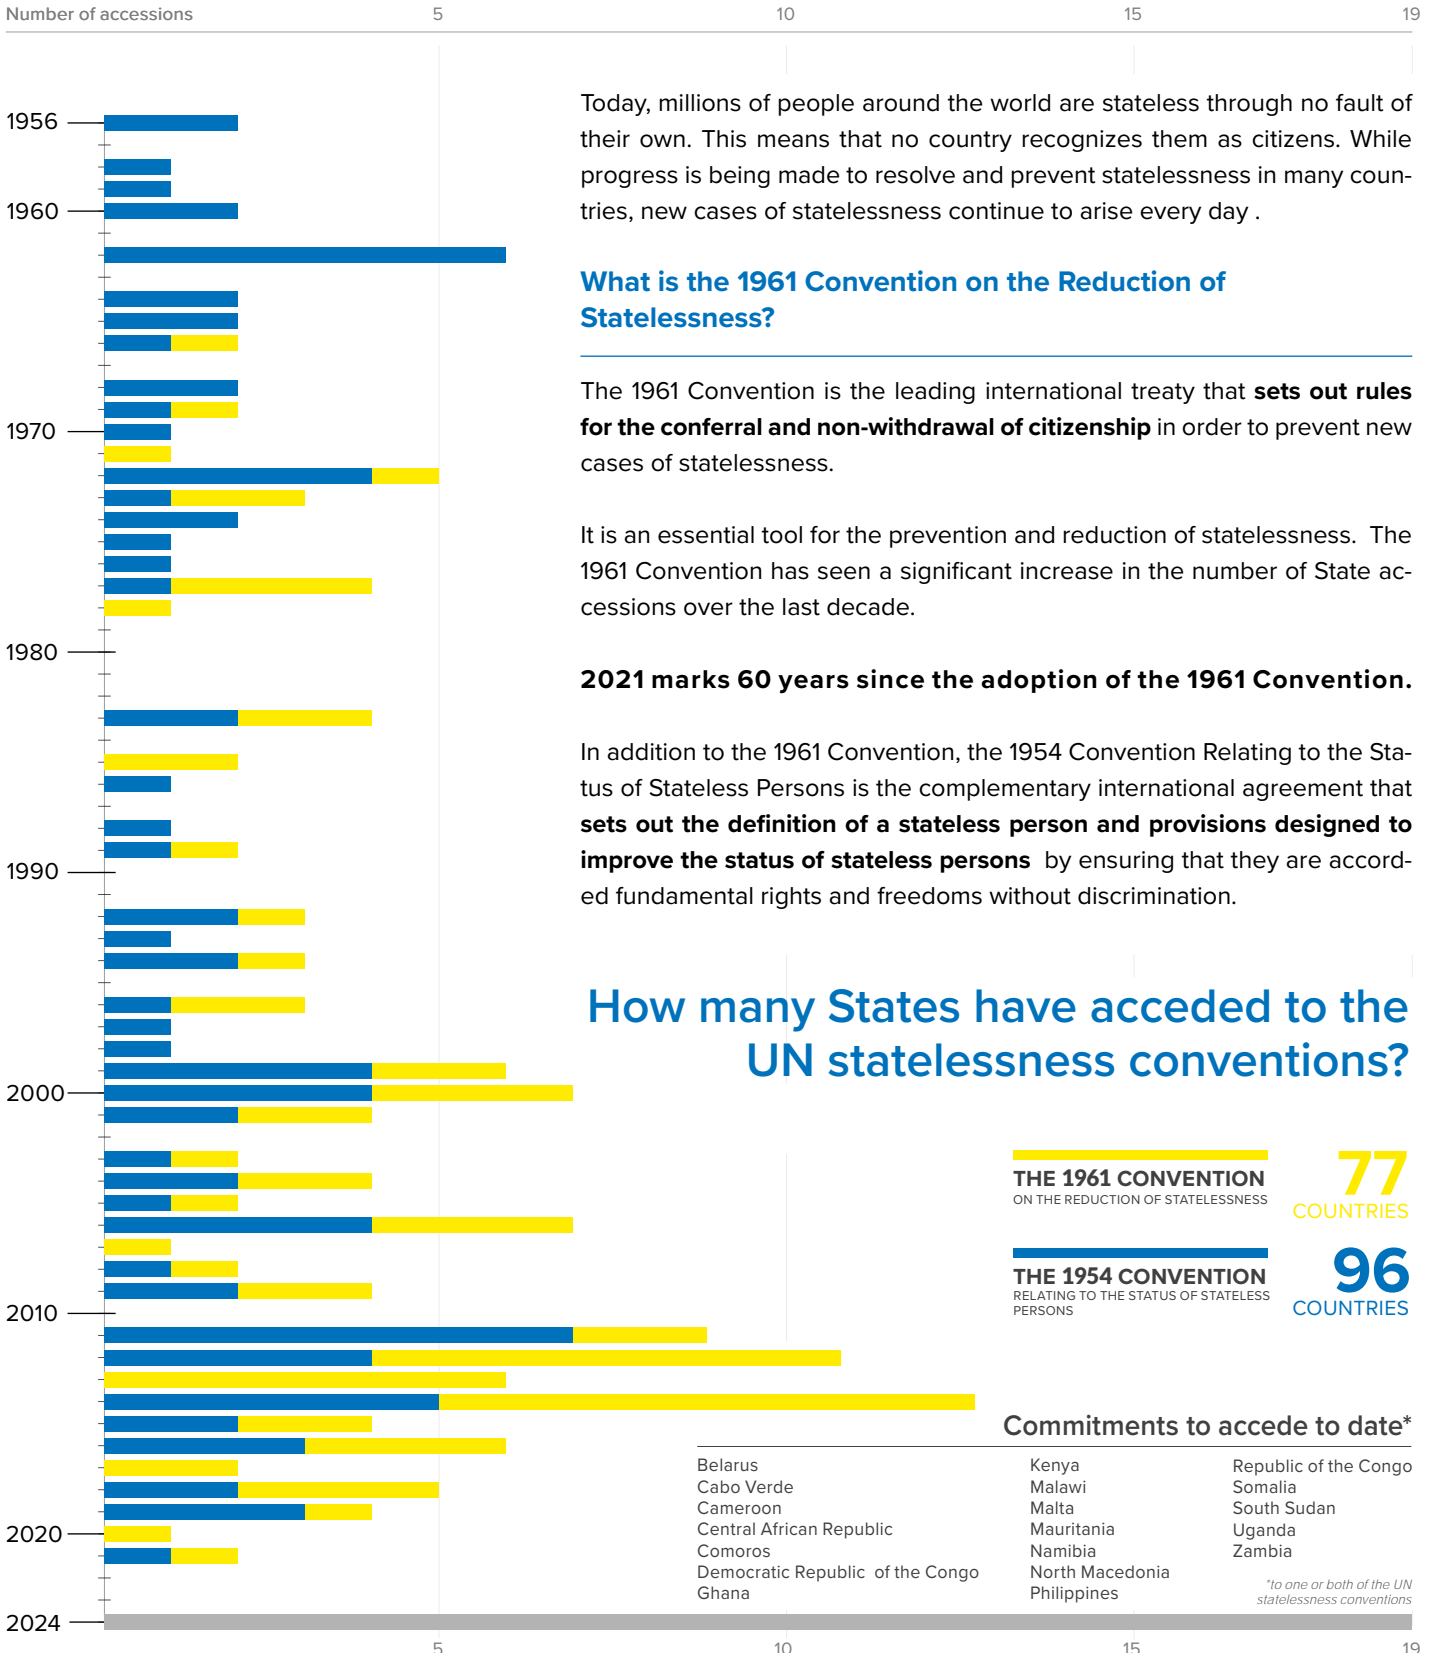 Number of accessions 5 10 15 19
Today, millions of people around the world are stateless through no fault of
their own. This means that no country recognizes them as citizens. While
progress is being made to resolve and prevent statelessness in many coun-
tries, new cases of statelessness continue to arise every day .
What is the 1961 Convention on the Reduction of
Statelessness?
The 1961 Convention is the leading international treaty that sets out rules
for the conferral and non-withdrawal of citizenship in order to prevent new
cases of statelessness.
It is an essential tool for the prevention and reduction of statelessness. The
1961 Convention has seen a significant increase in the number of State ac-
cessions over the last decade.
2021 marks 60 years since the adoption of the 1961 Convention.
In addition to the 1961 Convention, the 1954 Convention Relating to the Sta-
tus of Stateless Persons is the complementary international agreement that
sets out the definition of a stateless person and provisions designed to
improve the status of stateless persons by ensuring that they are accord-
ed fundamental rights and freedoms without discrimination.
How many States have acceded to the
UN statelessness conventions?
THE 1961 CONVENTION
ON THE REDUCTION OF STATELESSNESS
77
COUNTRIES
THE 1954 CONVENTION
RELATING TO THE STATUS OF STATELESS
PERSONS
96
COUNTRIES
1956
1960
1970
1980
1990
2000
2010
2020
2024
Commitments to accede to date*
Belarus
Cabo Verde
Cameroon
Central African Republic
Comoros
Democratic Republic of the Congo
Ghana
Kenya
Malawi
Malta
Mauritania
Namibia
North Macedonia
Philippines
Republic of the Congo
Somalia
South Sudan
Uganda
Zambia
*to one or both of the UN
statelessness conventions
5 10 15 19